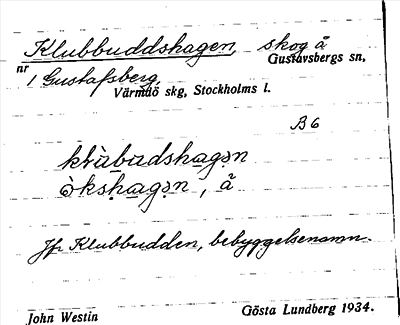 Klubbuddshagen, skog å
Gustavsbergs sn,
nr 1 Gustafsberg,
Värmdö skg, Stockholms l.
B6
klùbudshagən
òkshagən, å
Jfr Klubbudden, bebyggelsenamn.
John Westin Gösta Lundberg 1934.